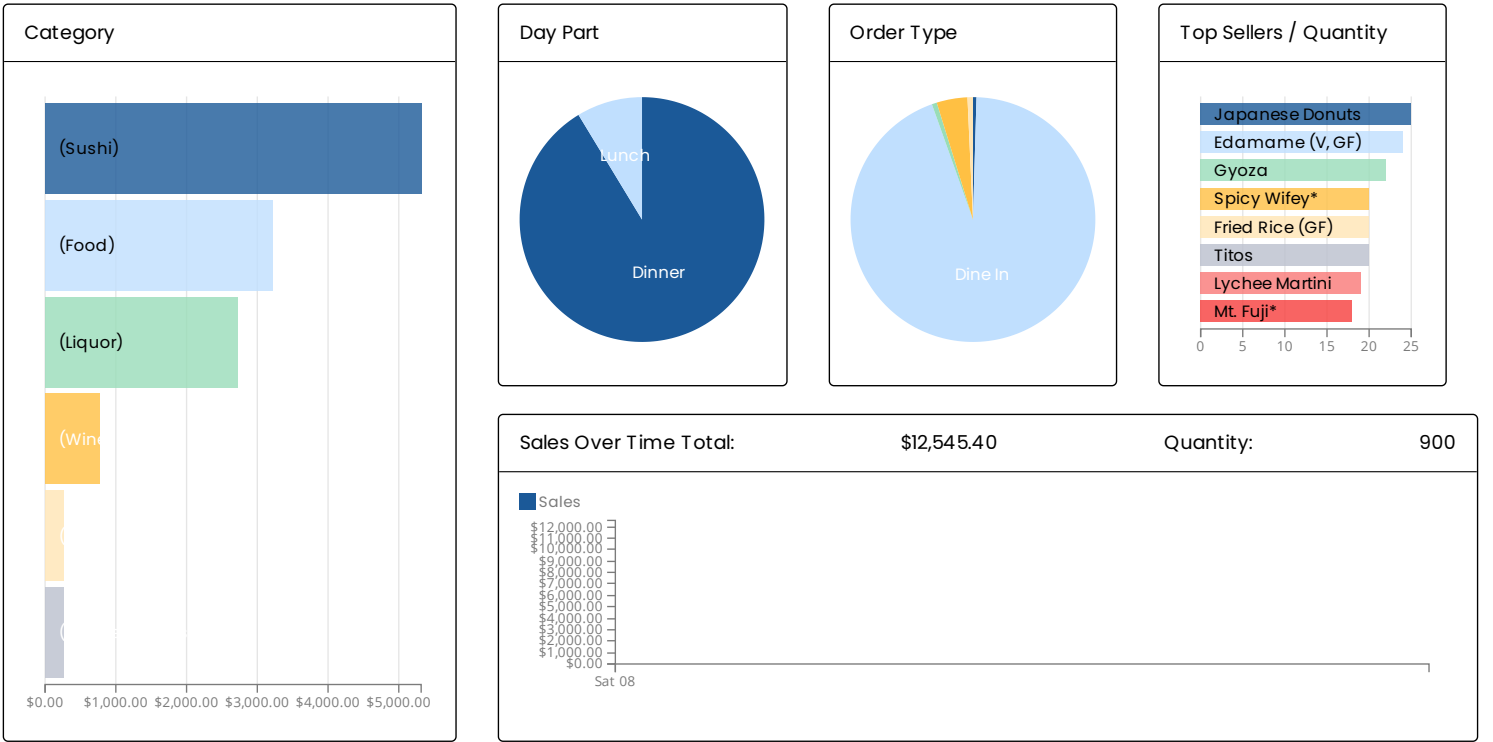 Category
(Sushi)
(Food)
(Liquor)
(Wine
$0.00 $1,000.00 $2,000.00 $3,000.00 $4,000.00 $5,000.00
Day Part
Lunch
Dinner
Order Type
Dine In
Top Sellers / Quantity
Japanese Donuts
Edamame (V, GF)
Gyoza
Spicy Wifey*
Fried Rice (GF)
Titos
Lychee Martini
Mt. Fuji*
0 5 10 15 20 25
Sales Over Time Total: $12,545.40 Quantity: 900
Sales
$12,000.00
$11,000.00
$10,000.00
$9,000.00
$8,000.00
$7,000.00
$6,000.00
$5,000.00
$4,000.00
$3,000.00
$2,000.00
$1,000.00
$0.00
Sat 08